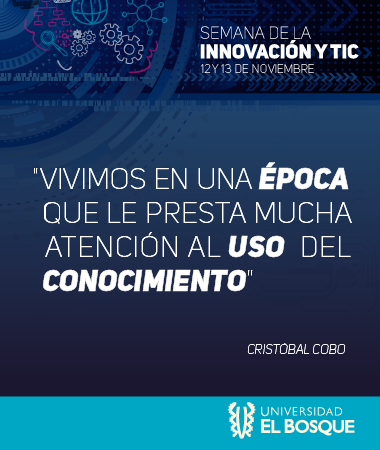 SEMANA DE LA
INNOVACIÓN Y TIC
12 Y 13 DE NOVIEMBRE
"VIVIMOS EN UNA ÉPOCA
QUE LE PRESTA MUCHA
ATENCIÓN AL USO DEL
CONOCIMIENTO"
CRISTÓBAL COBO
UNIVERSIDAD
EL BOSQUE